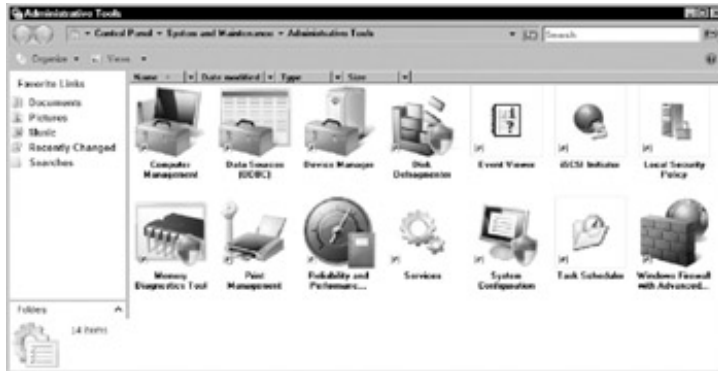 Administrative Tools
Control Panel System and Maintenance Administrative Tools
Search
Organize Views
Name Date modified Type Size
Favorite Links
Documents
Pictures
Music
Recently Changed
Searches
Computer Management
Data Sources (ODBC)
Device Manager
Disk Defragmenter
Event Viewer
iSCSI Initiator
Local Security Policy
Memory Diagnostics Tool
Print Management
Reliability and Performanc...
Services
System Configuration
Task Scheduler
Windows Firewall with Advanced...
Folders
14 items